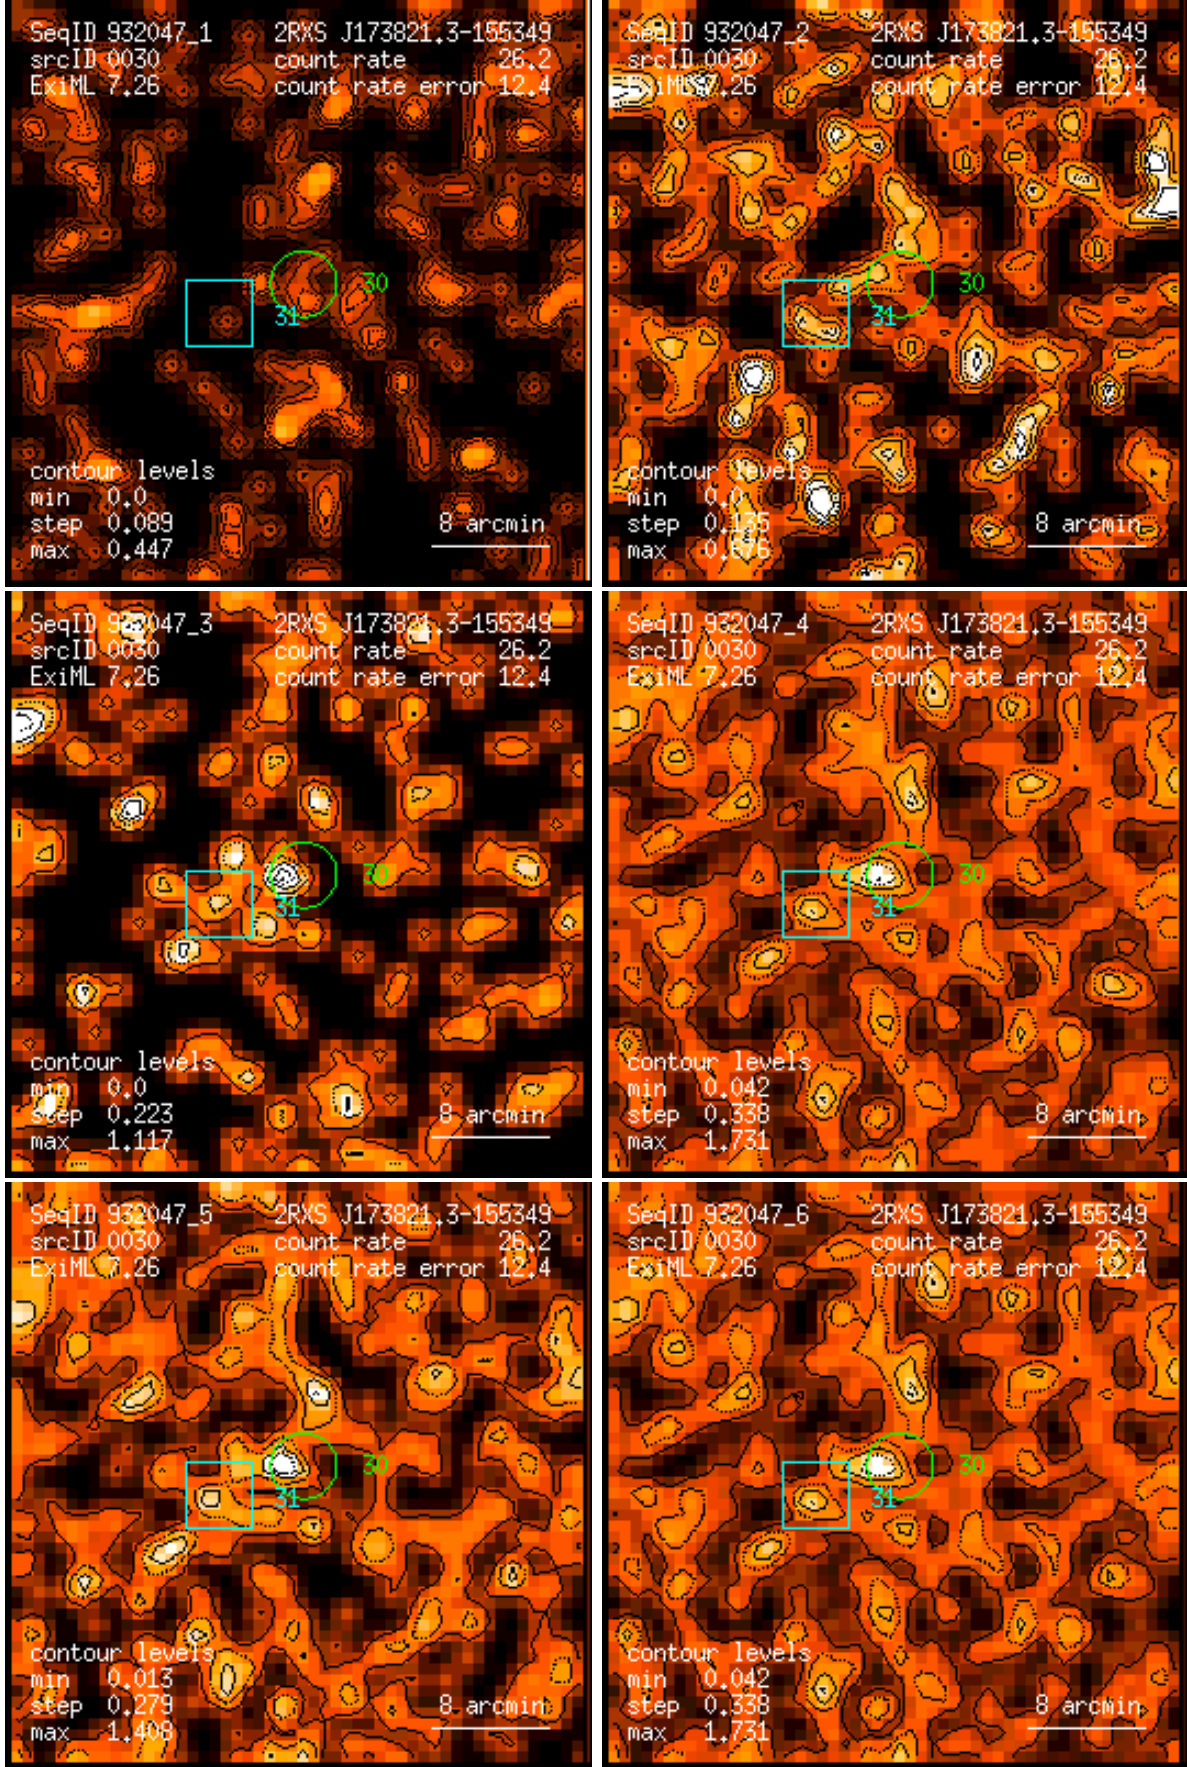 SeqID 932047_1 2RXS J173821.3-155349
srcID 0030 count rate 26.2
ExiML 7.26 count rate error 12.4
30
31
contour levels
min 0.0
step 0.089 8 arcmin
max 0.447
SeqID 932047_2 2RXS J173821.3-155349
srcID 0030 count rate 26.2
ExiML 7.26 count rate error 12.4
30
31
contour levels
min 0.0
step 0.135 8 arcmin
max 0.676
SeqID 932047_3 2RXS J173821.3-155349
srcID 0030 count rate 26.2
ExiML 7.26 count rate error 12.4
30
31
contour levels
min 0.0
step 0.223 8 arcmin
max 1.117
SeqID 932047_4 2RXS J173821.3-155349
srcID 0030 count rate 26.2
ExiML 7.26 count rate error 12.4
30
31
contour levels
min 0.042
step 0.338 8 arcmin
max 1.731
SeqID 932047_5 2RXS J173821.3-155349
srcID 0030 count rate 26.2
ExiML 7.26 count rate error 12.4
30
31
contour levels
min 0.013
step 0.279 8 arcmin
max 1.408
SeqID 932047_6 2RXS J173821.3-155349
srcID 0030 count rate 26.2
ExiML 7.26 count rate error 12.4
30
31
contour levels
min 0.042
step 0.338 8 arcmin
max 1.731